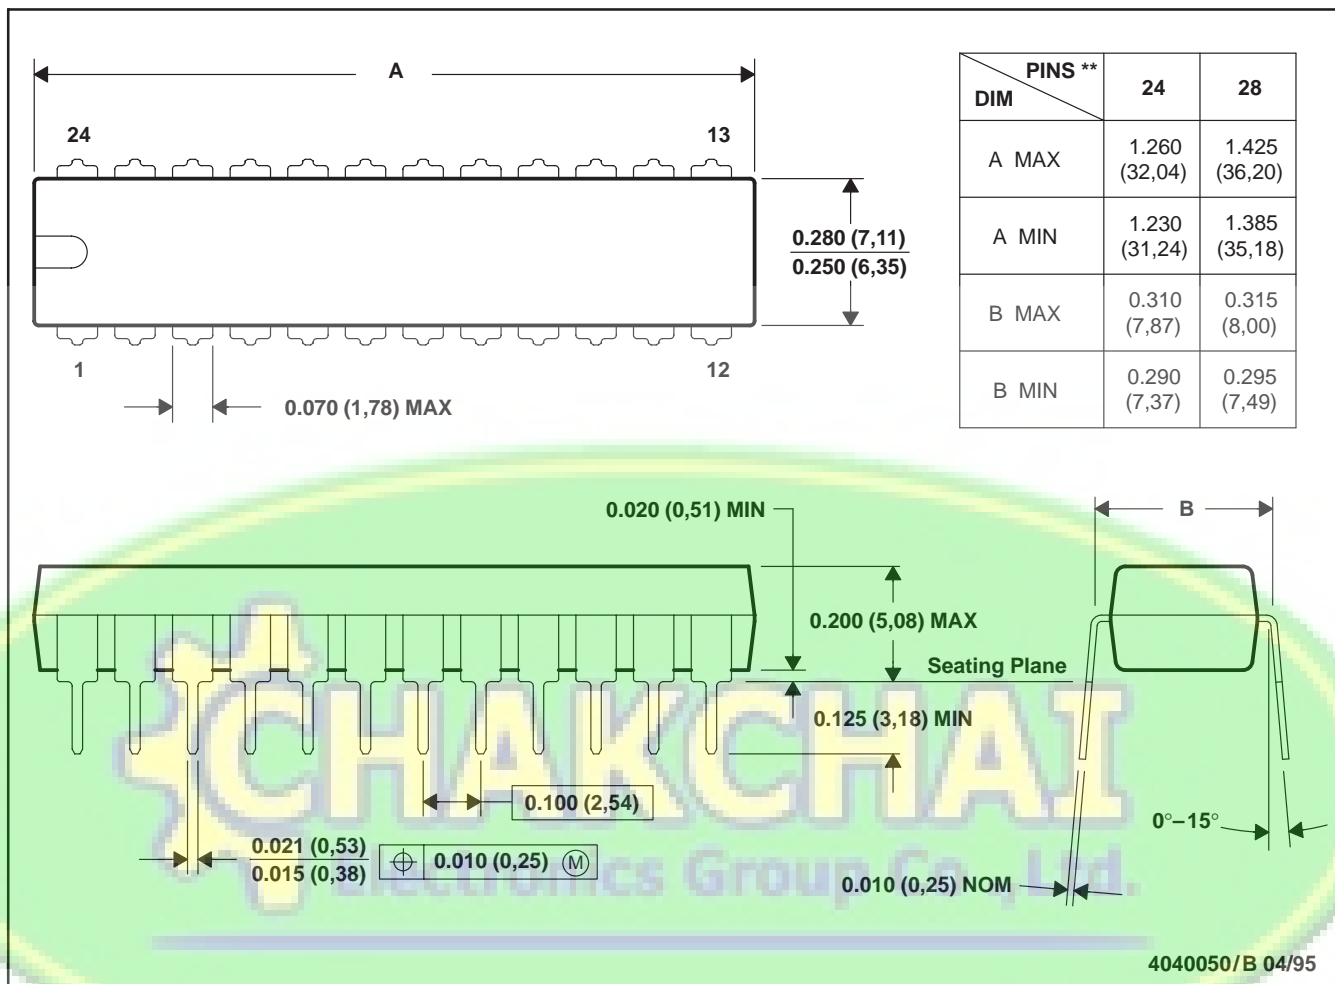 A
24 13
1 12
0.280 (7,11)
0.250 (6,35)
0.070 (1,78) MAX
PINS **
DIM
24 28
A MAX 1.260 (32,04) 1.425 (36,20)
A MIN 1.230 (31,24) 1.385 (35,18)
B MAX 0.310 (7,87) 0.315 (8,00)
B MIN 0.290 (7,37) 0.295 (7,49)
0.020 (0,51) MIN
B
0.200 (5,08) MAX
Seating Plane
0.125 (3,18) MIN
CHAKCHAI
0.100 (2,54)
0°–15°
0.021 (0,53)
0.015 (0,38)
0.010 (0,25) M
Electronics Group Co., Ltd.
0.010 (0,25) NOM
4040050/B 04/95